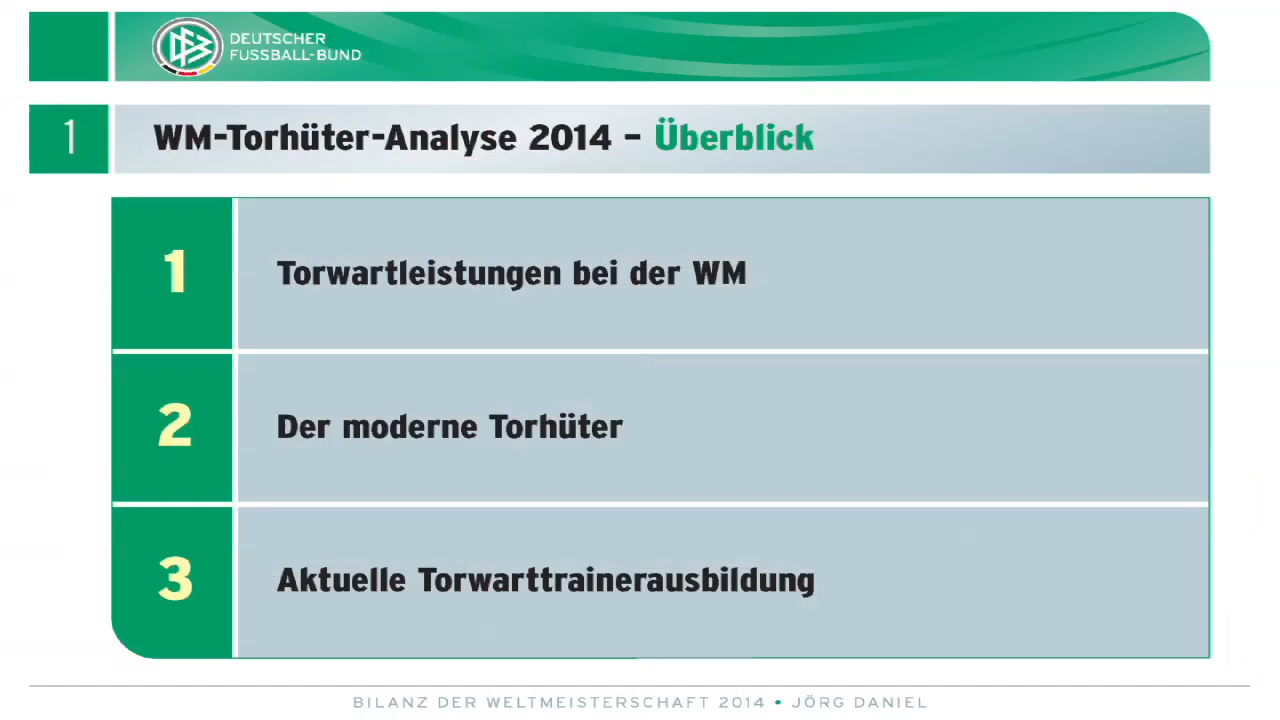 DFB
DEUTSCHER
FUSSBALL-BUND
1
WM-Torhüter-Analyse 2014 – Überblick
1
Torwartleistungen bei der WM
2
Der moderne Torhüter
3
Aktuelle Torwarttrainerausbildung
BILANZ DER WELTMEISTERSCHAFT 2014 • JÖRG DANIEL